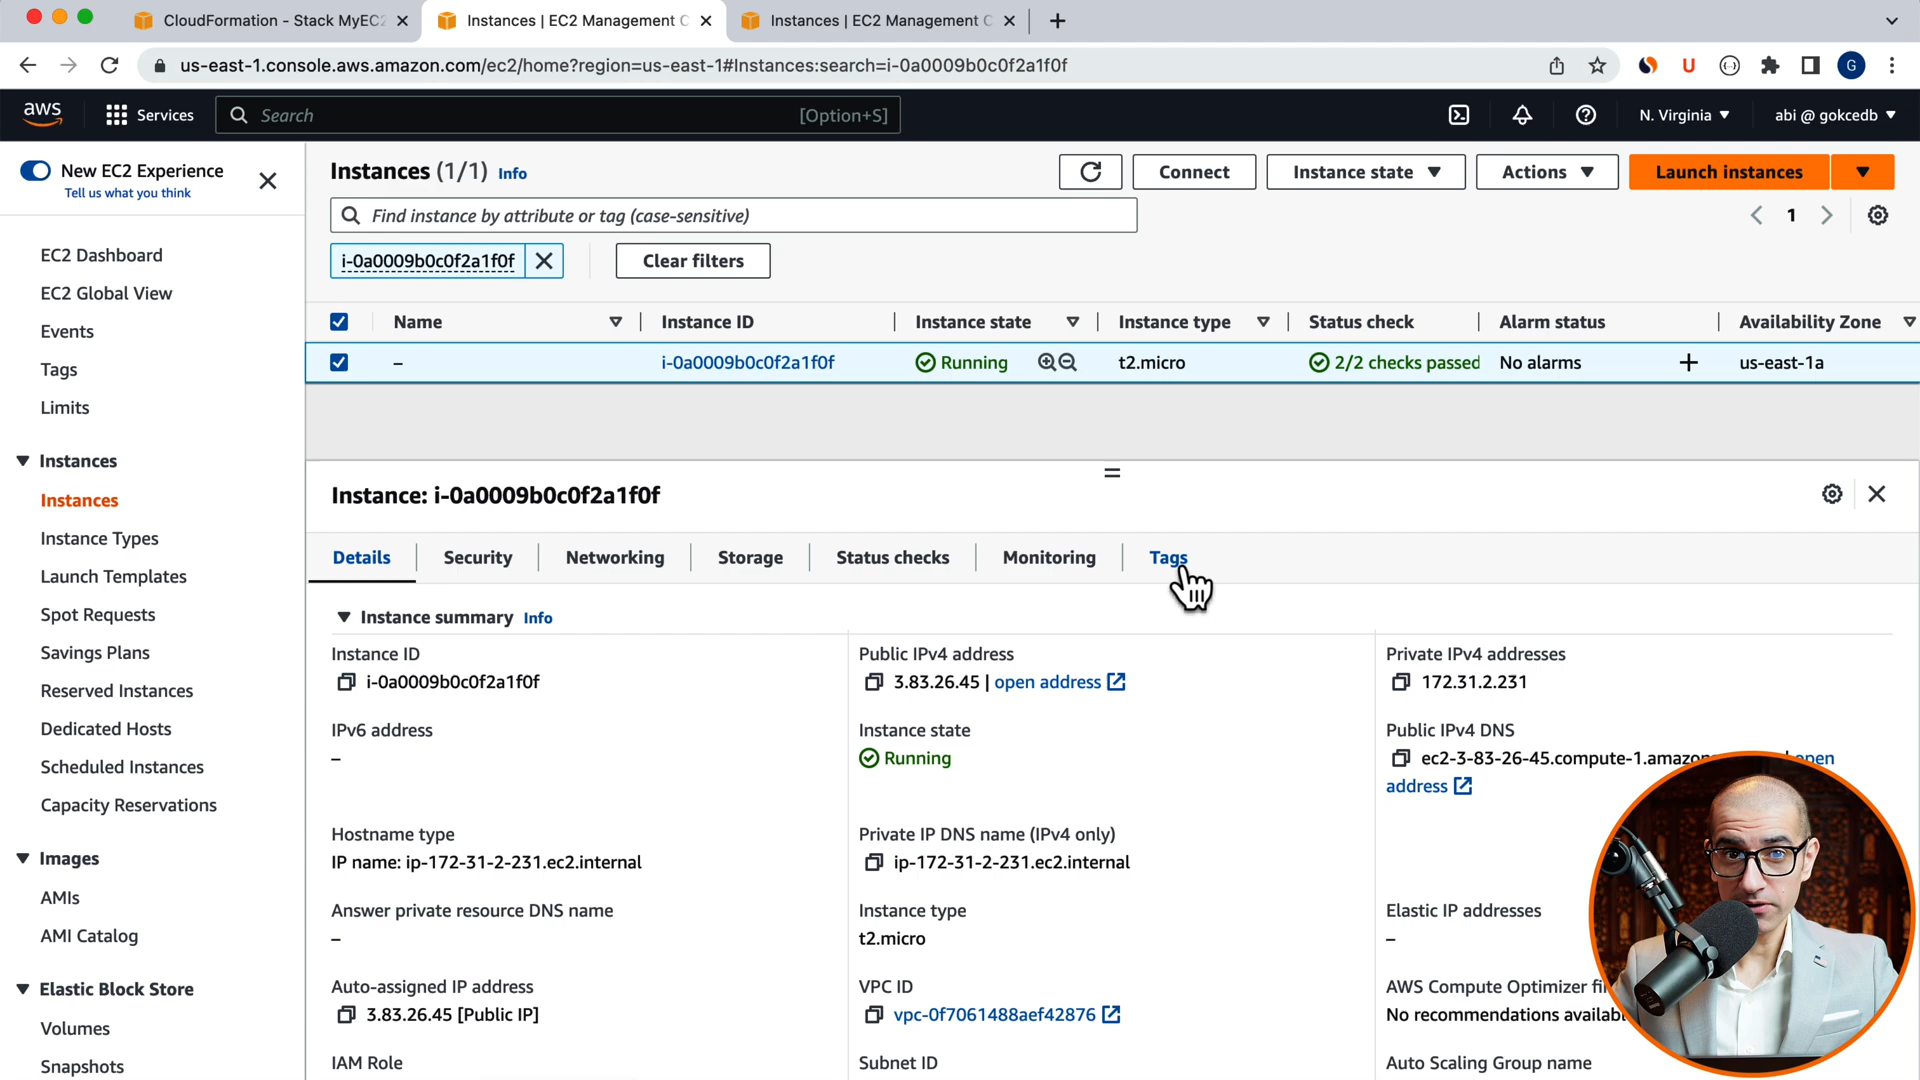 CloudFormation - Stack MyEC2
Instances | EC2 Management C
Instances | EC2 Management C
us-east-1.console.aws.amazon.com/ec2/home?region=us-east-1#Instances:search=i-0a0009b0c0f2a1f0f
G
aws
Services
Search
[Option+S]
N. Virginia
abi @ gokcedb
New EC2 Experience
Tell us what you think
EC2 Dashboard
EC2 Global View
Events
Tags
Limits
Instances
Instances
Instance Types
Launch Templates
Spot Requests
Savings Plans
Reserved Instances
Dedicated Hosts
Scheduled Instances
Capacity Reservations
Images
AMIs
AMI Catalog
Elastic Block Store
Volumes
Snapshots
Instances (1/1) Info
Connect
Instance state
Actions
Launch instances
Find instance by attribute or tag (case-sensitive)
1
i-0a0009b0c0f2a1f0f
Clear filters
Name
Instance ID
Instance state
Instance type
Status check
Alarm status
Availability Zone
–
i-0a0009b0c0f2a1f0f
Running
t2.micro
2/2 checks passed
No alarms
us-east-1a
Instance: i-0a0009b0c0f2a1f0f
Details
Security
Networking
Storage
Status checks
Monitoring
Tags
Instance summary Info
Instance ID
i-0a0009b0c0f2a1f0f
Public IPv4 address
3.83.26.45 | open address
Private IPv4 addresses
172.31.2.231
IPv6 address
–
Instance state
Running
Public IPv4 DNS
ec2-3-83-26-45.compute-1.amazon open
address
Hostname type
IP name: ip-172-31-2-231.ec2.internal
Private IP DNS name (IPv4 only)
ip-172-31-2-231.ec2.internal
Answer private resource DNS name
–
Instance type
t2.micro
Elastic IP addresses
–
Auto-assigned IP address
3.83.26.45 [Public IP]
VPC ID
vpc-0f7061488aef42876
AWS Compute Optimizer fi
No recommendations availabl
IAM Role
Subnet ID
Auto Scaling Group name